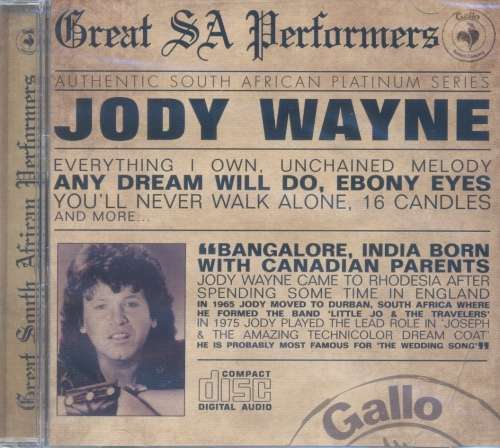 Great SA Performers
Gallo
AUTHENTIC SOUTH AFRICAN PLATINUM SERIES
JODY WAYNE
EVERYTHING I OWN, UNCHAINED MELODY
ANY DREAM WILL DO, EBONY EYES
YOU'LL NEVER WALK ALONE, 16 CANDLES
AND MORE...
Great South African Performers
“BANGALORE, INDIA BORN
WITH CANADIAN PARENTS
JODY WAYNE CAME TO RHODESIA AFTER
SPENDING SOME TIME IN ENGLAND
IN 1965 JODY MOVED TO DURBAN, SOUTH AFRICA WHERE
HE FORMED THE BAND 'LITTLE JO & THE TRAVELERS'
IN 1975 JODY PLAYED THE LEAD ROLE IN 'JOSEPH
& THE AMAZING TECHNICOLOR DREAM COAT'
HE IS PROBABLY MOST FAMOUS FOR 'THE WEDDING SONG'”
COMPACT
disc
DIGITAL AUDIO
Gallo